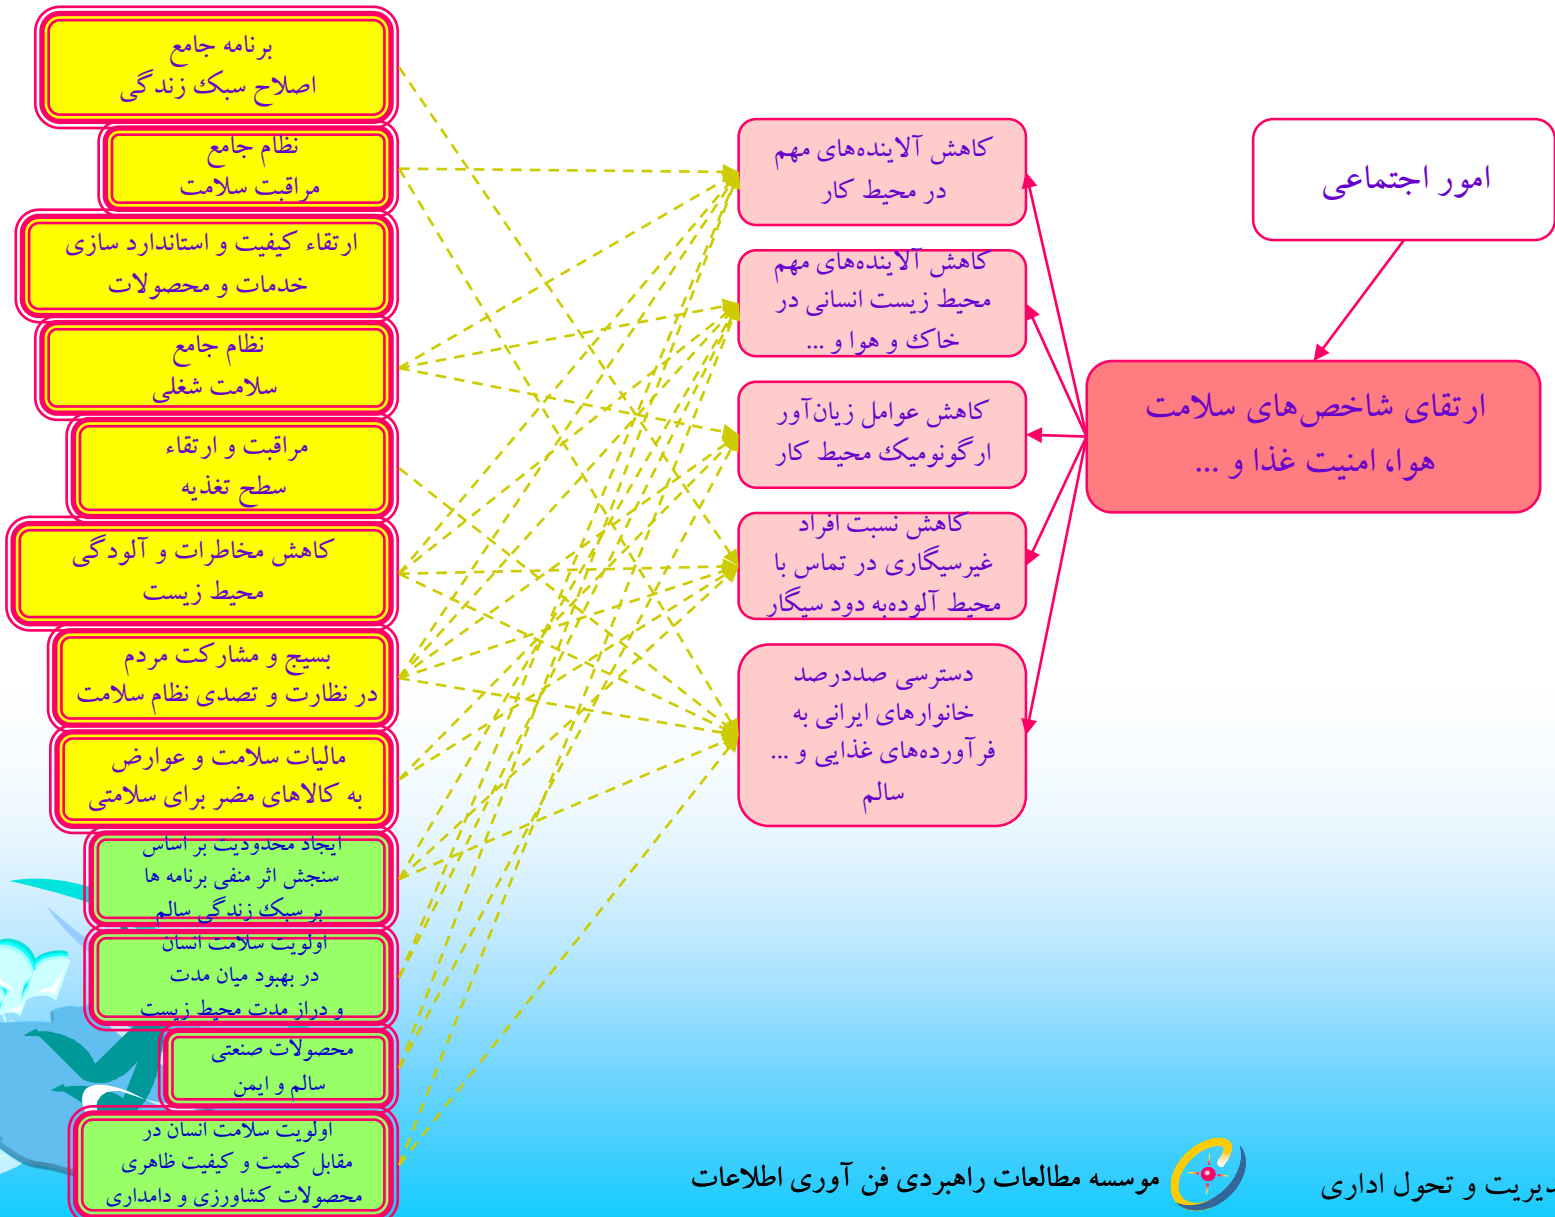 امور اجتماعی
ارتقای شاخص‌های سلامت
هوا، امنیت غذا و ...
کاهش آلاینده‌های مهم
در محیط کار
کاهش آلاینده‌های مهم
محیط زیست انسانی در
خاک و هوا و ...
کاهش عوامل زیان‌آور
ارگونومیک محیط کار
کاهش نسبت افراد
غیرسیگاری در تماس با
محیط آلوده‌به دود سیگار
دسترسی صددرصد
خانوارهای ایرانی به
فرآورده‌های غذایی و ...
سالم
برنامه جامع
اصلاح سبک زندگی
نظام جامع
مراقبت سلامت
ارتقاء کیفیت و استاندارد سازی
خدمات و محصولات
نظام جامع
سلامت شغلی
مراقبت و ارتقاء
سطح تغذیه
کاهش مخاطرات و آلودگی
محیط زیست
بسیج و مشارکت مردم
در نظارت و تصدی نظام سلامت
مالیات سلامت و عوارض
به کالاهای مضر برای سلامتی
ایجاد محدودیت بر اساس
سنجش اثر منفی برنامه ها
بر سبک زندگی سالم
اولویت سلامت انسان
در بهبود میان مدت
و دراز مدت محیط زیست
محصولات صنعتی
سالم و ایمن
اولویت سلامت انسان در
مقابل کمیت و کیفیت ظاهری
محصولات کشاورزی و دامداری
دیریت و تحول اداری
موسسه مطالعات راهبردی فن آوری اطلاعات